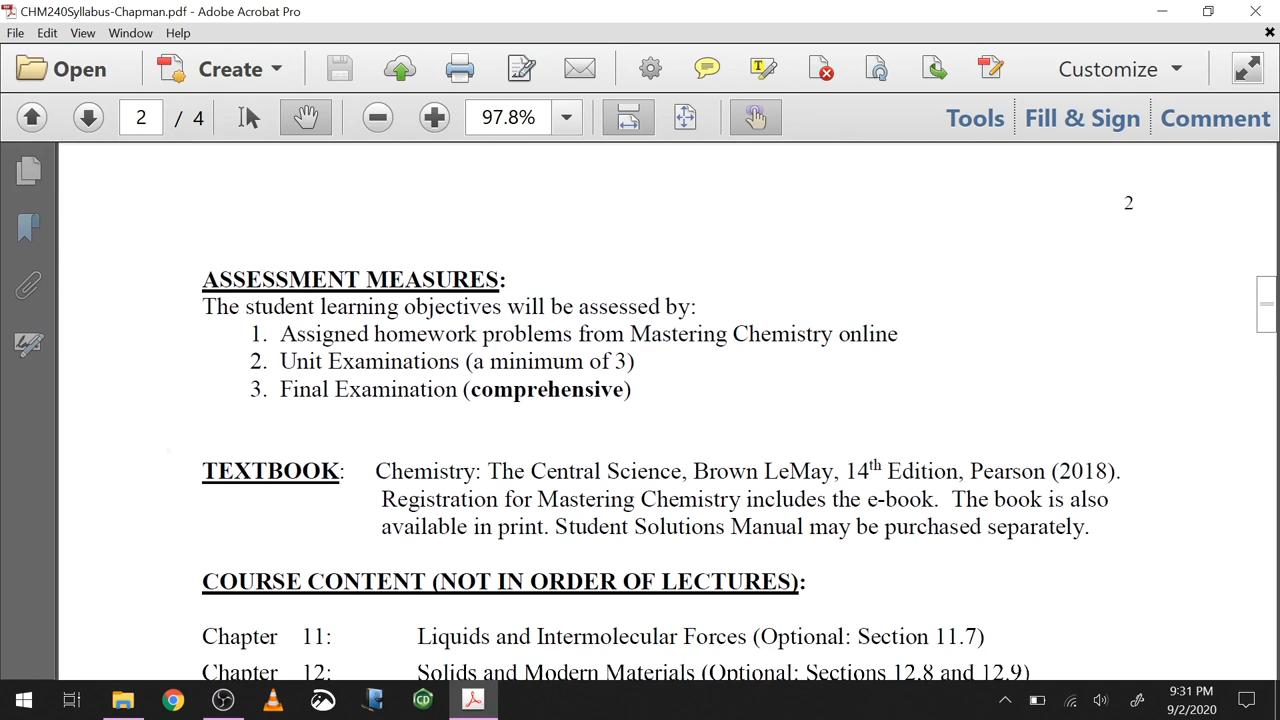 CHM240Syllabus-Chapman.pdf - Adobe Acrobat Pro
File Edit View Window Help
Open Create Customize
2 / 4 97.8% Tools Fill & Sign Comment
2
ASSESSMENT MEASURES:
The student learning objectives will be assessed by:
1. Assigned homework problems from Mastering Chemistry online
2. Unit Examinations (a minimum of 3)
3. Final Examination (comprehensive)
TEXTBOOK: Chemistry: The Central Science, Brown LeMay, 14th Edition, Pearson (2018).
Registration for Mastering Chemistry includes the e-book. The book is also
available in print. Student Solutions Manual may be purchased separately.
COURSE CONTENT (NOT IN ORDER OF LECTURES):
Chapter 11: Liquids and Intermolecular Forces (Optional: Section 11.7)
Chapter 12: Solids and Modern Materials (Optional: Sections 12.8 and 12.9)
9:31 PM
9/2/2020